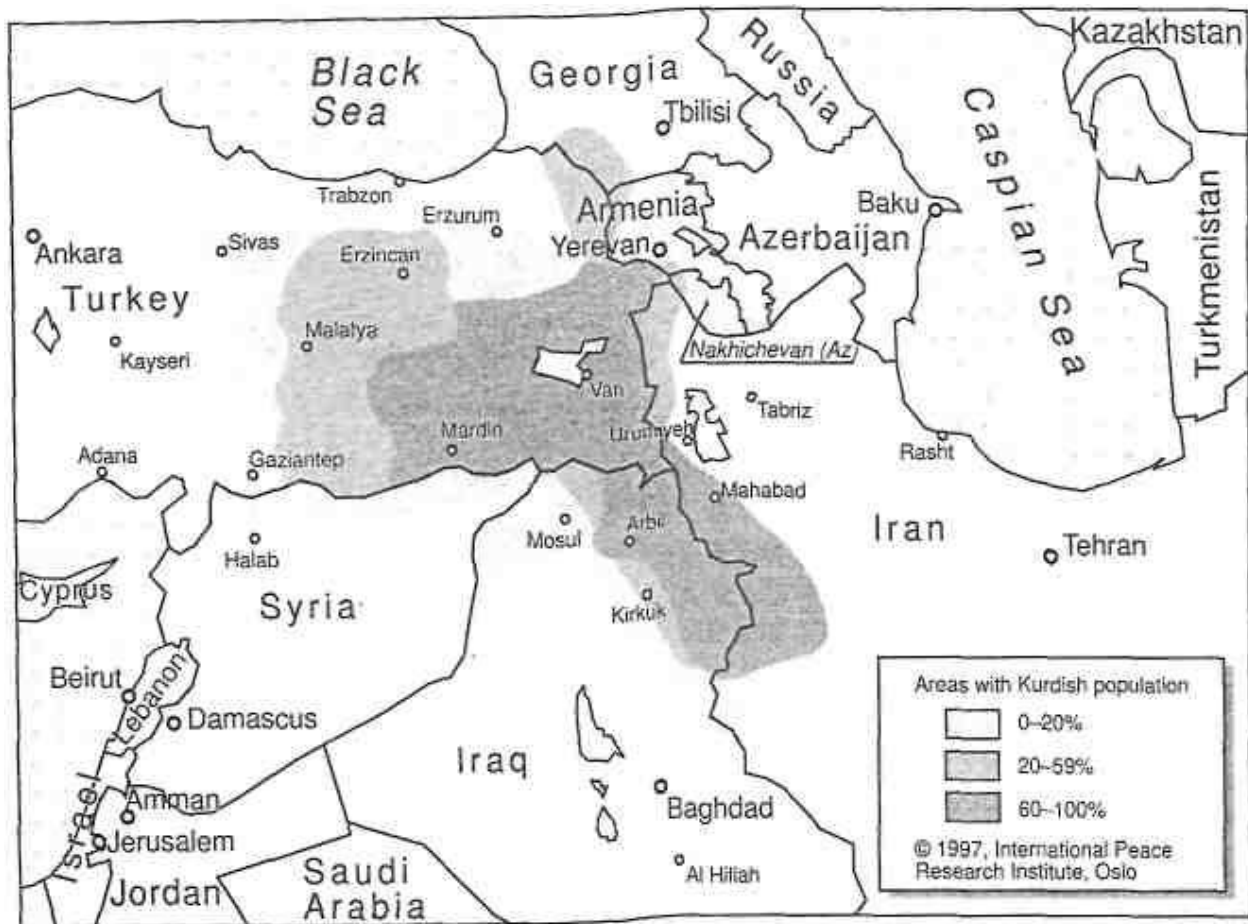 Black
Sea
Georgia
Russia
Kazakhstan
Tbilisi
Caspian Sea
Trabzon
Erzurum
Armenia
Yerevan
Azerbaijan
Baku
Turkmenistan
Ankara
Sivas
Erzincan
Turkey
Malatya
Kayseri
Nakhichevan (Az
Van
Tabriz
Mardin
Urumiyeh
Rasht
Adana
Gaziantep
Mahabad
Halab
Mosul
Arbil
Iran
Tehran
Cyprus
Syria
Kirkuk
Beirut
Lebanon
Damascus
Iraq
Israel
Amman
Jerusalem
Baghdad
Jordan
Saudi
Arabia
Al Hillah
Areas with Kurdish population
0–20%
20–59%
60–100%
© 1997, International Peace
Research Institute, Oslo